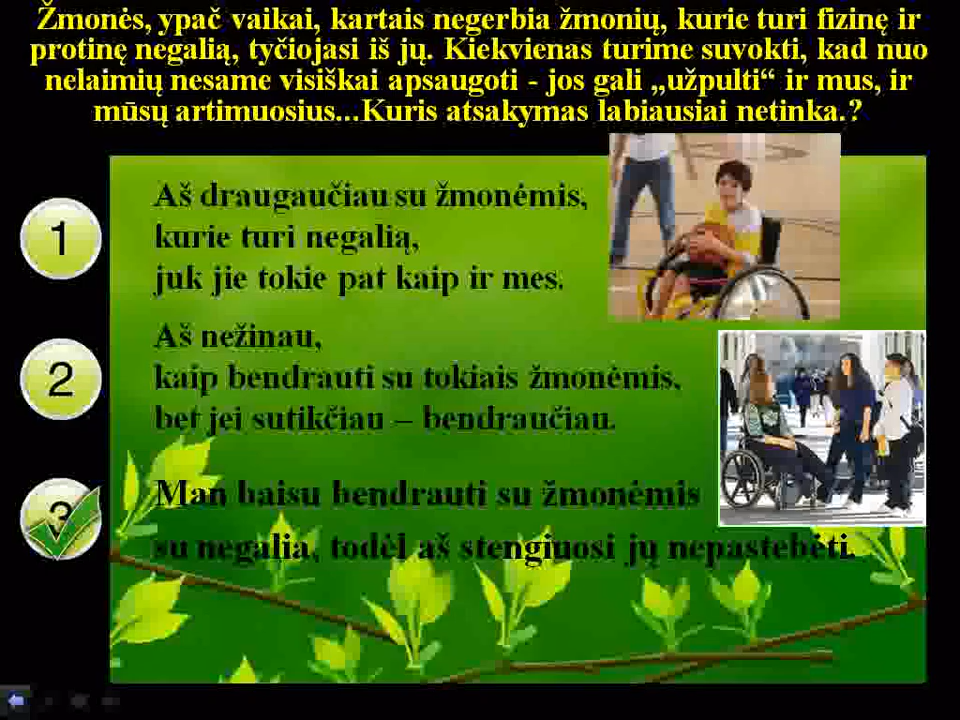 Žmonės, ypač vaikai, kartais negerbia žmonių, kurie turi fizinę ir
protinę negalią, tyčiojasi iš jų. Kiekvienas turime suvokti, kad nuo
nelaimių nesame visiškai apsaugoti - jos gali „užpulti“ ir mus, ir
mūsų artimuosius...Kuris atsakymas labiausiai netinka.?
1
Aš draugaučiau su žmonėmis,
kurie turi negalią,
juk jie tokie pat kaip ir mes.
2
Aš nežinau,
kaip bendrauti su tokiais žmonėmis,
bet jei sutikčiau – bendraučiau.
3
Man baisu bendrauti su žmonėmis
su negalia, todėl aš stengiuosi jų nepastebėti.